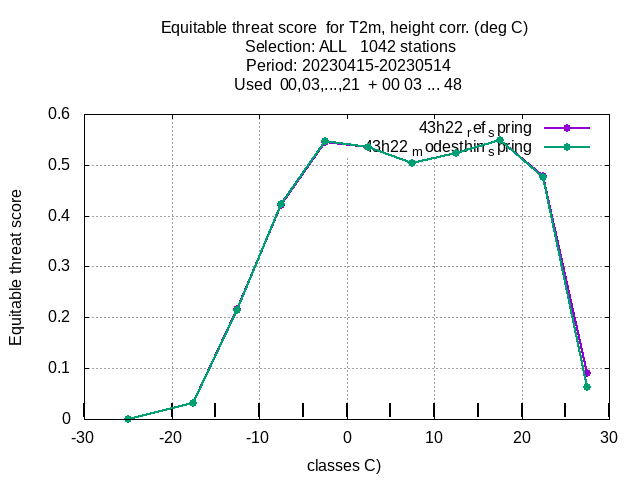 Equitable threat score  for T2m, height corr. (deg C)
Selection: ALL   1042 stations
Period: 20230415-20230514
Used  00,03,...,21  + 00 03 ... 48
43h22 ref spring
43h22 modesthin spring
Equitable threat score
0.6
0.5
0.4
0.3
0.2
0.1
0
-30 -20 -10 0 10 20 30
classes C)